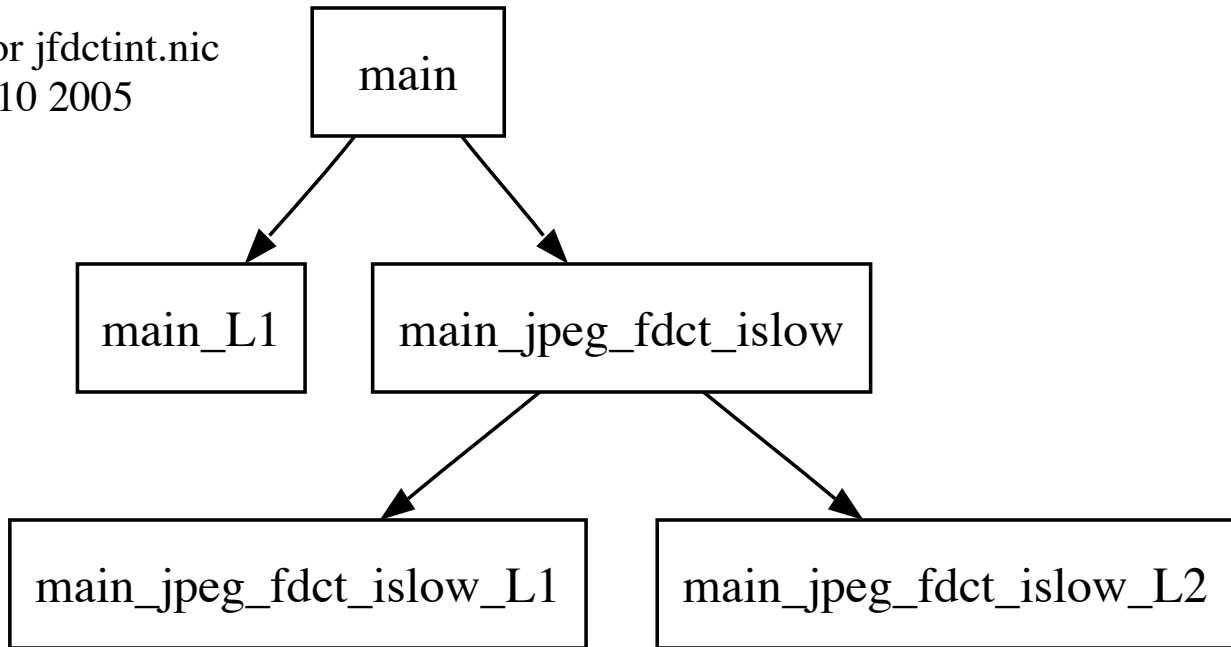 or jfdctint.nic
10 2005
main
main_L1
main_jpeg_fdct_islow
main_jpeg_fdct_islow_L1
main_jpeg_fdct_islow_L2